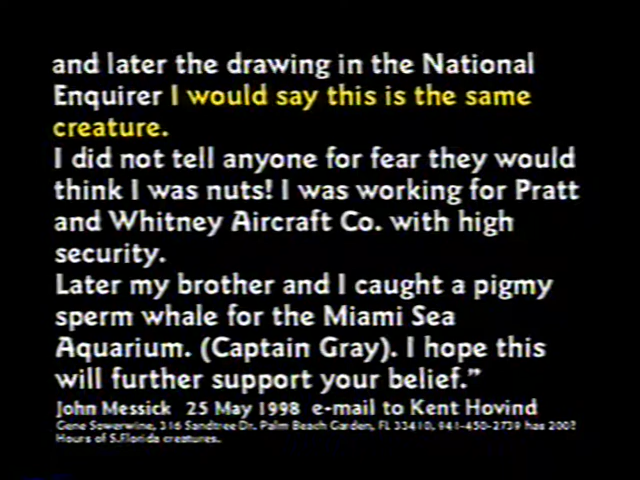 and later the drawing in the National
Enquirer I would say this is the same
creature.
I did not tell anyone for fear they would
think I was nuts! I was working for Pratt
and Whitney Aircraft Co. with high
security.
Later my brother and I caught a pigmy
sperm whale for the Miami Sea
Aquarium. (Captain Gray). I hope this
will further support your belief.”
John Messick 25 May 1998 e-mail to Kent Hovind
Gene Sowerwine, 316 Sandtree Dr. Palm Beach Garden, FL 33410, 941-450-2739 has 200?
Hours of S.Florida creatures.